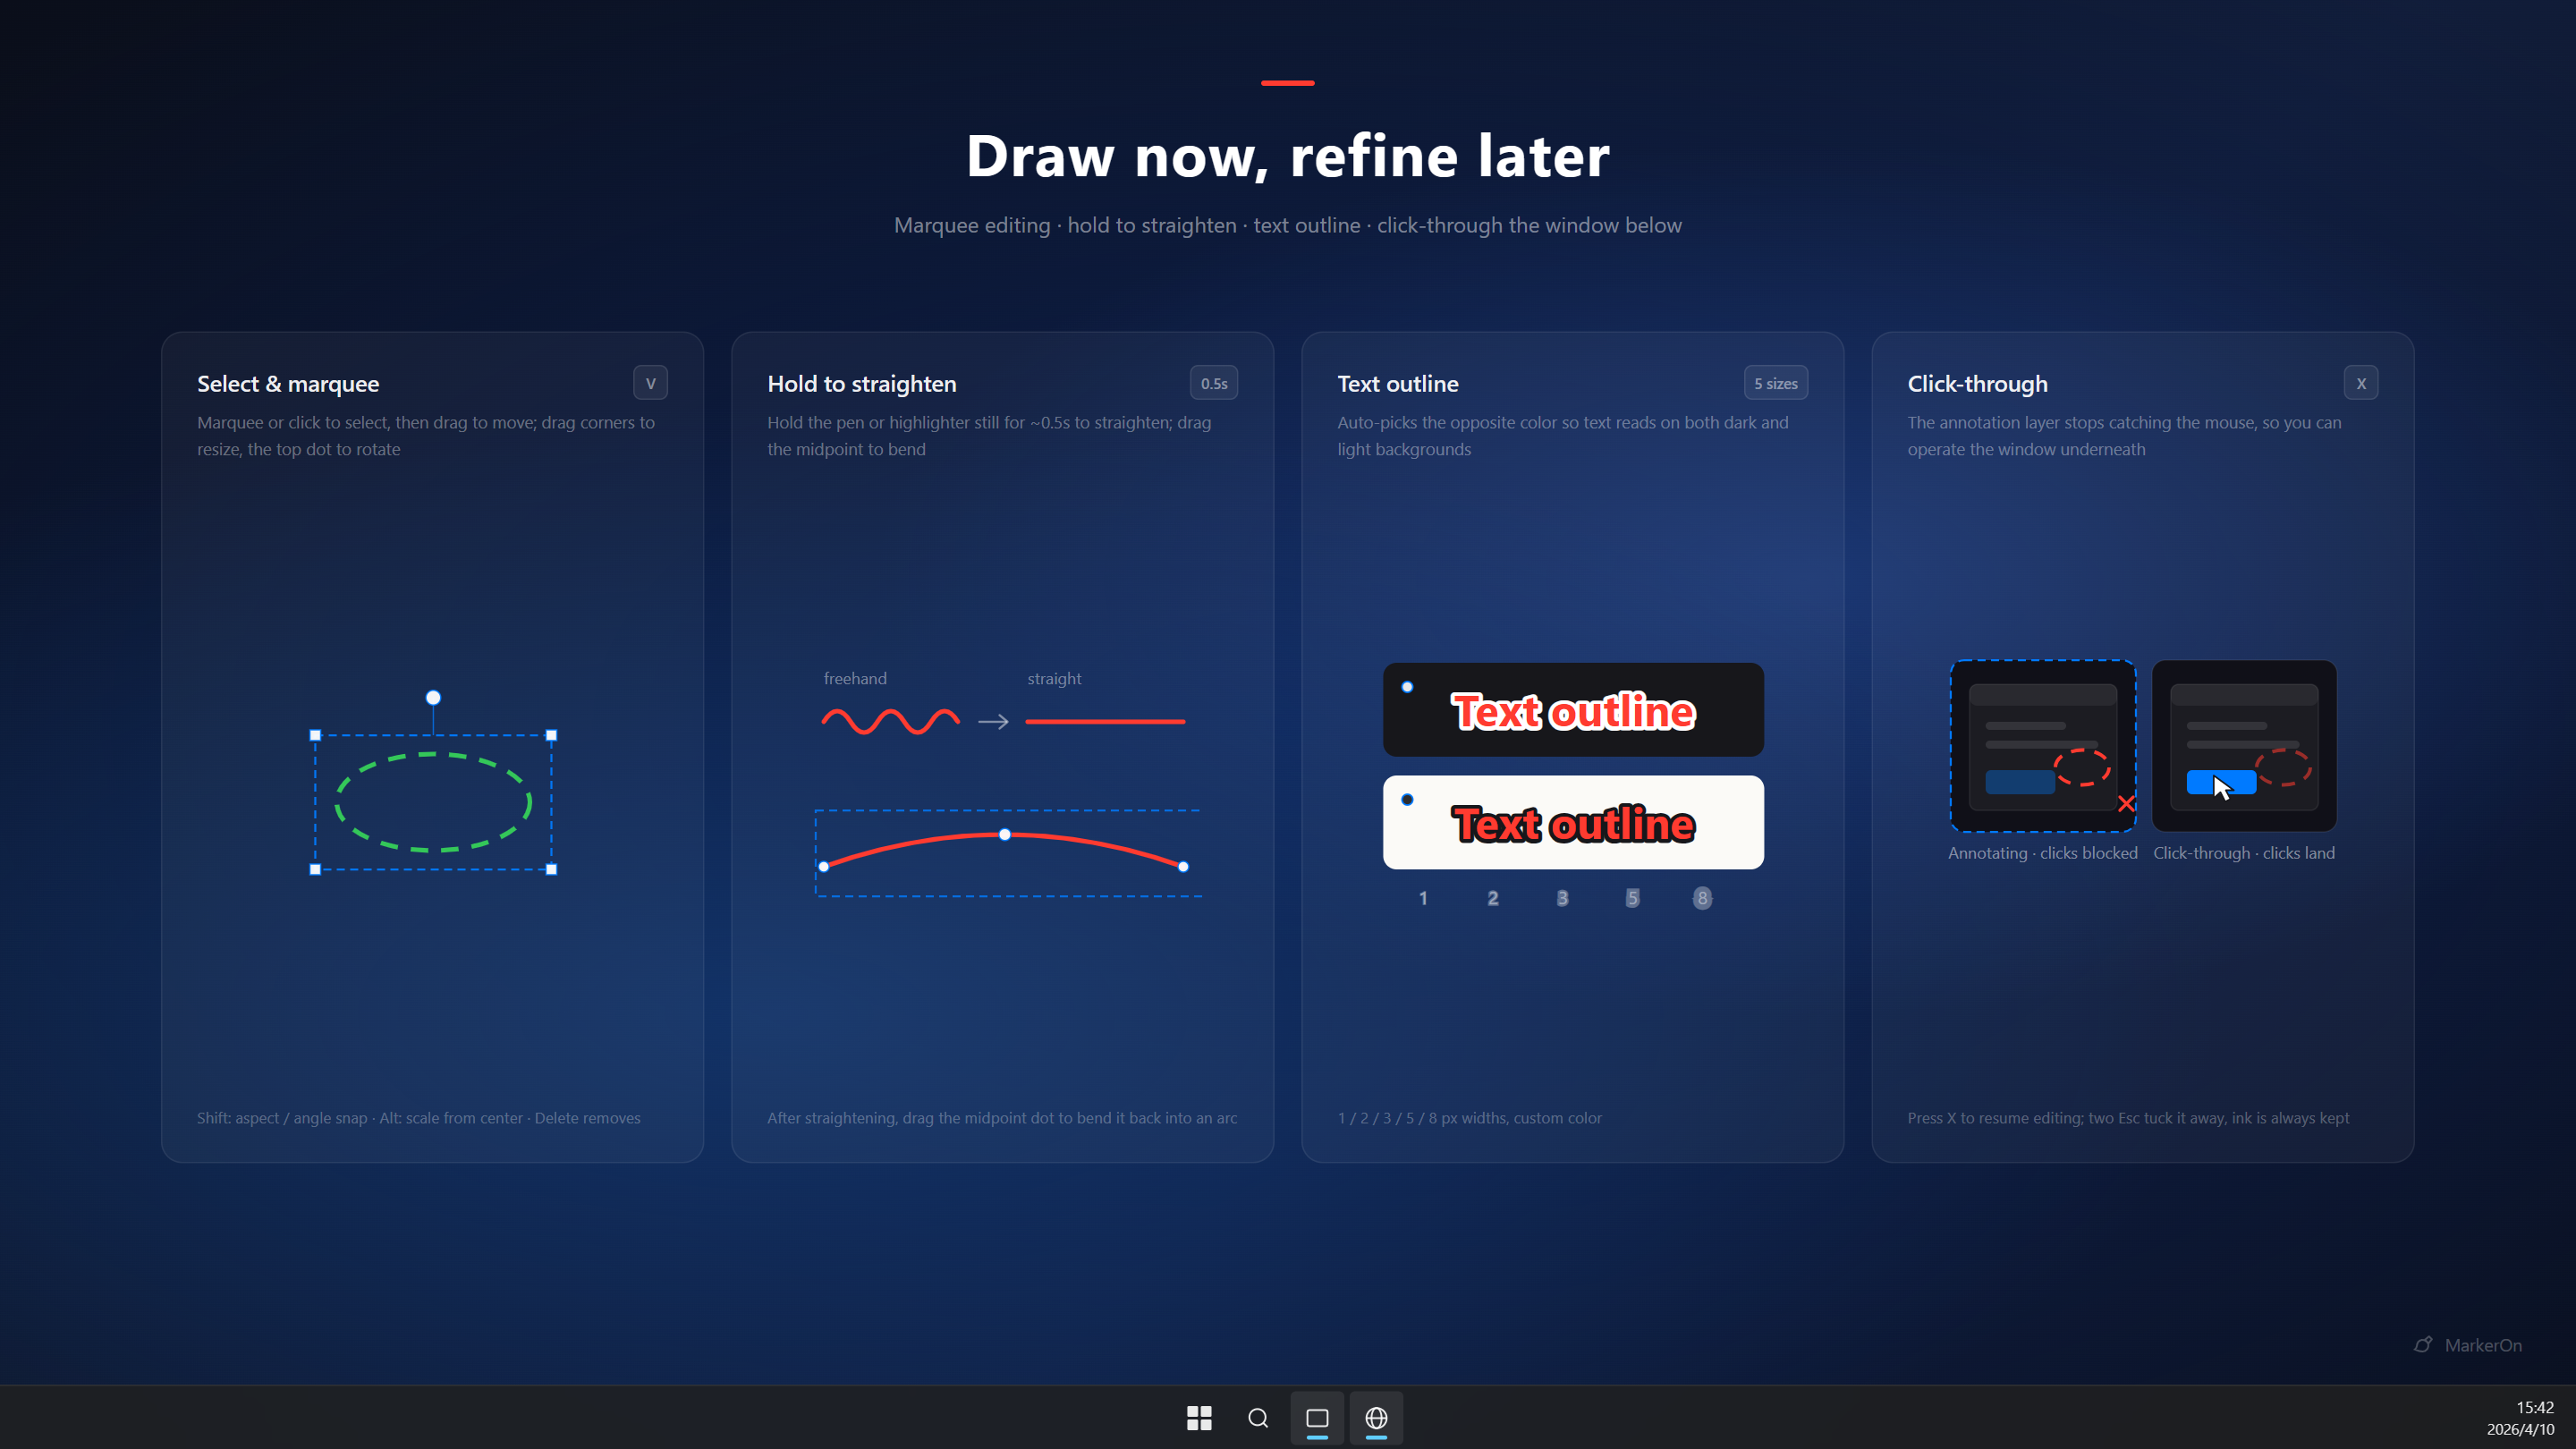 Draw now, refine later
Marquee editing · hold to straighten · text outline · click-through the window below
Select & marquee
V
Marquee or click to select, then drag to move; drag corners to
resize, the top dot to rotate
Shift: aspect / angle snap · Alt: scale from center · Delete removes
Hold to straighten
0.5s
Hold the pen or highlighter still for ~0.5s to straighten; drag
the midpoint to bend
freehand
straight
After straightening, drag the midpoint dot to bend it back into an arc
Text outline
5 sizes
Auto-picks the opposite color so text reads on both dark and
light backgrounds
Text outline
Text outline
1 2 3 5 8
1 / 2 / 3 / 5 / 8 px widths, custom color
Click-through
X
The annotation layer stops catching the mouse, so you can
operate the window underneath
Annotating · clicks blocked
Click-through · clicks land
Press X to resume editing; two Esc tuck it away, ink is always kept
MarkerOn
15:42
2026/4/10